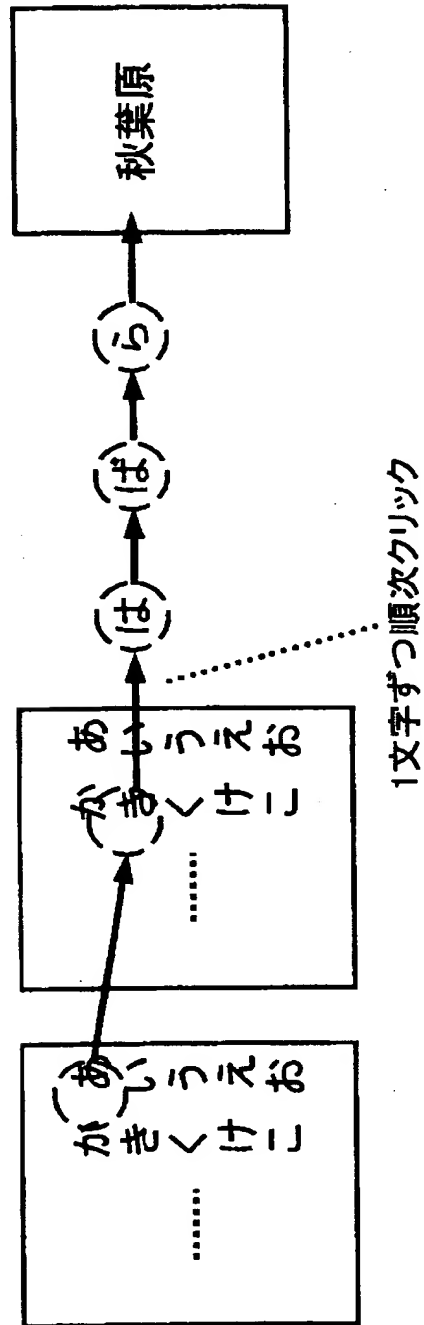 あいうえお
かきくけこ
………
あいうえお
かきくけこ
………
は
ば
ら
秋葉原
1文字ずつ順次クリック